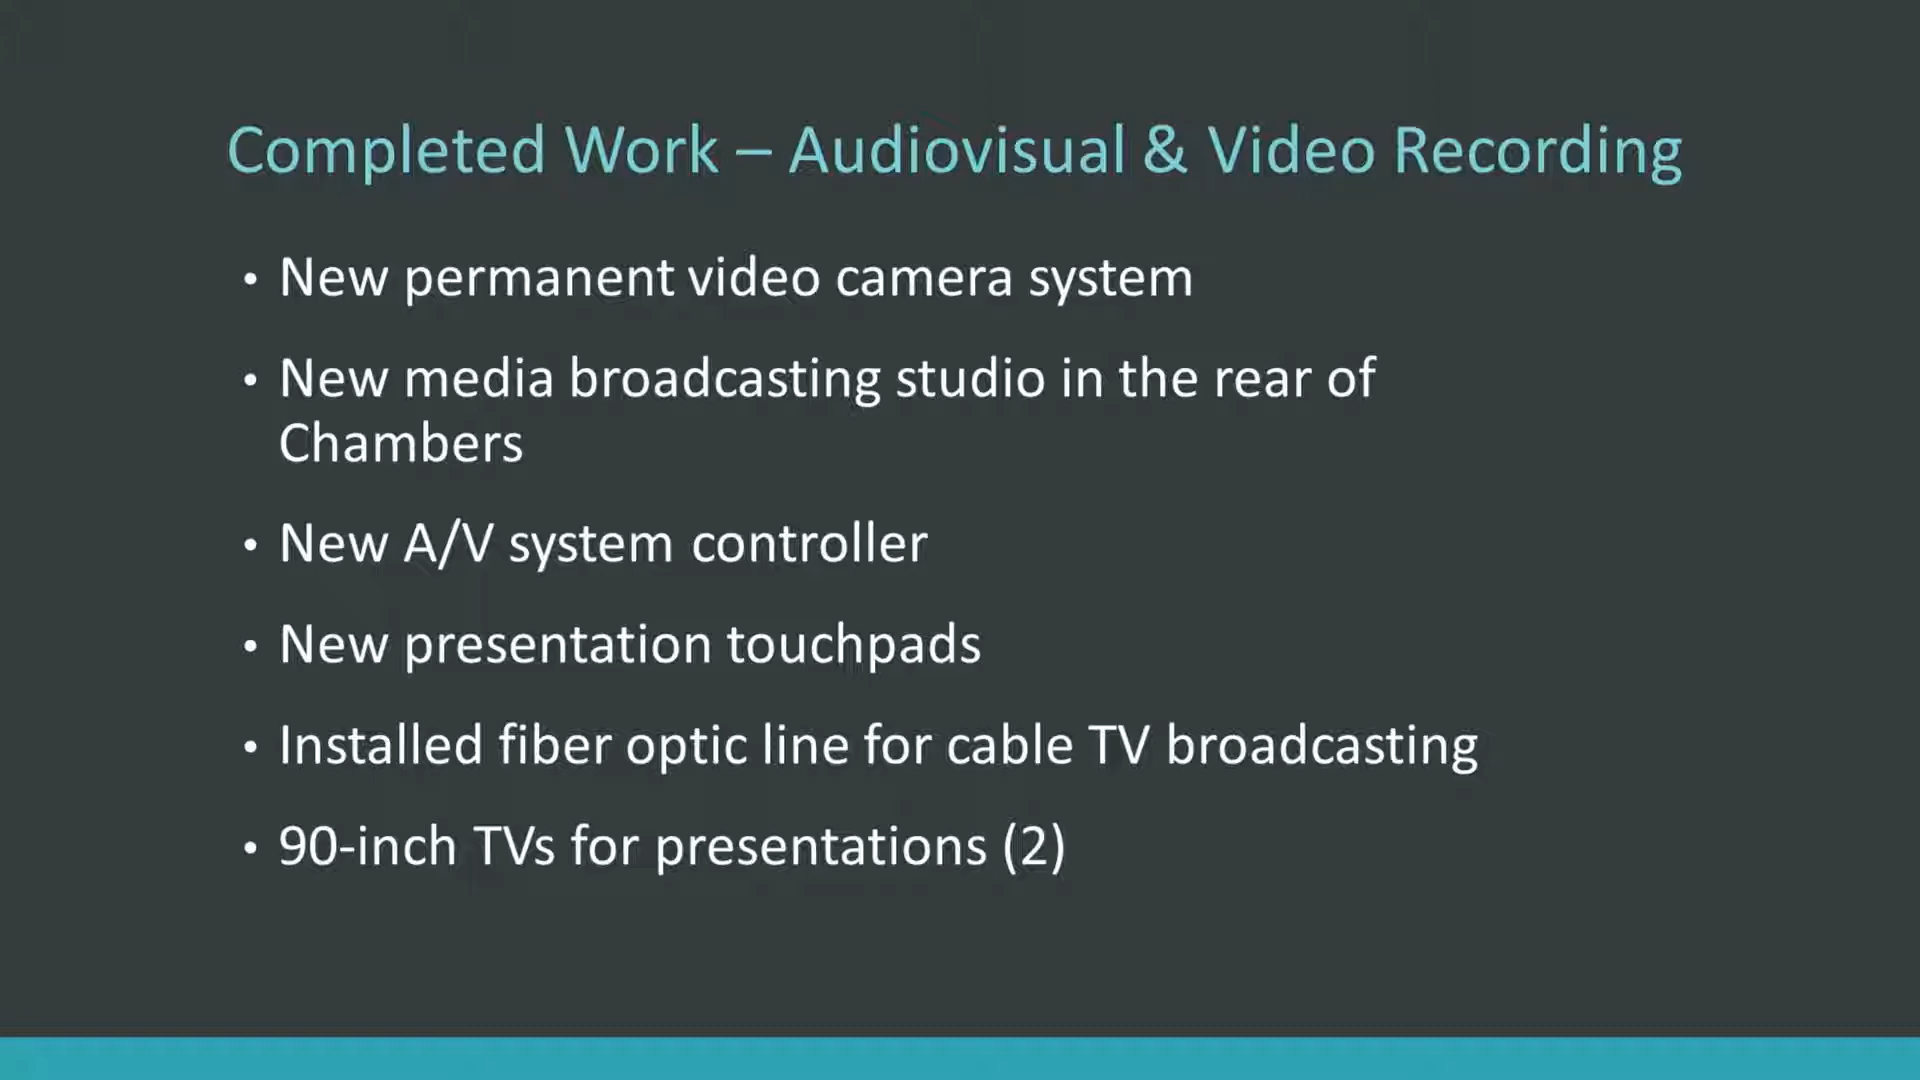 Completed Work – Audiovisual & Video Recording
• New permanent video camera system
• New media broadcasting studio in the rear of
Chambers
• New A/V system controller
• New presentation touchpads
• Installed fiber optic line for cable TV broadcasting
• 90-inch TVs for presentations (2)